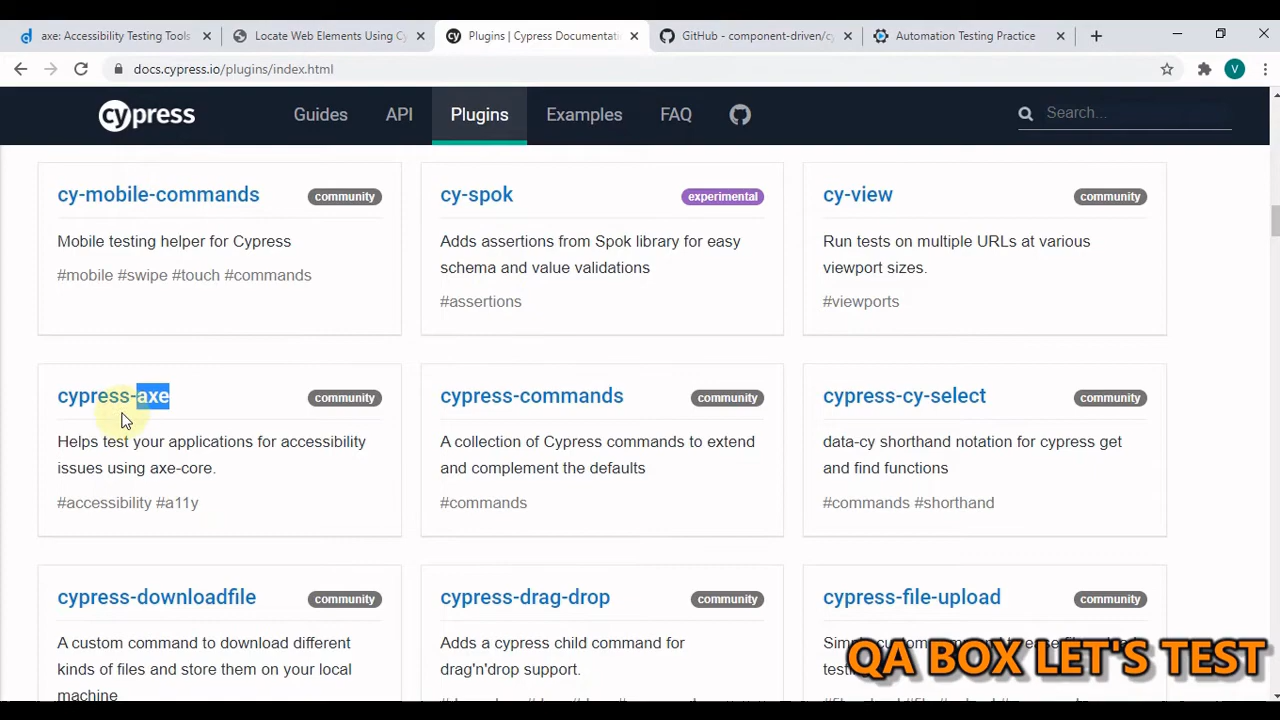 axe: Accessibility Testing Tools
Locate Web Elements Using Cy
cy
Plugins | Cypress Documentati
GitHub - component-driven/cy
Automation Testing Practice
docs.cypress.io/plugins/index.html
V
cypress
Guides
API
Plugins
Examples
FAQ
Search...
cy-mobile-commands
community
Mobile testing helper for Cypress
#mobile #swipe #touch #commands
cy-spok
experimental
Adds assertions from Spok library for easy
schema and value validations
#assertions
cy-view
community
Run tests on multiple URLs at various
viewport sizes.
#viewports
cypress-axe
community
Helps test your applications for accessibility
issues using axe-core.
#accessibility #a11y
cypress-commands
community
A collection of Cypress commands to extend
and complement the defaults
#commands
cypress-cy-select
community
data-cy shorthand notation for cypress get
and find functions
#commands #shorthand
cypress-downloadfile
community
A custom command to download different
kinds of files and store them on your local
machine
cypress-drag-drop
community
Adds a cypress child command for
drag'n'drop support.
cypress-file-upload
community
QA BOX LET'S TEST